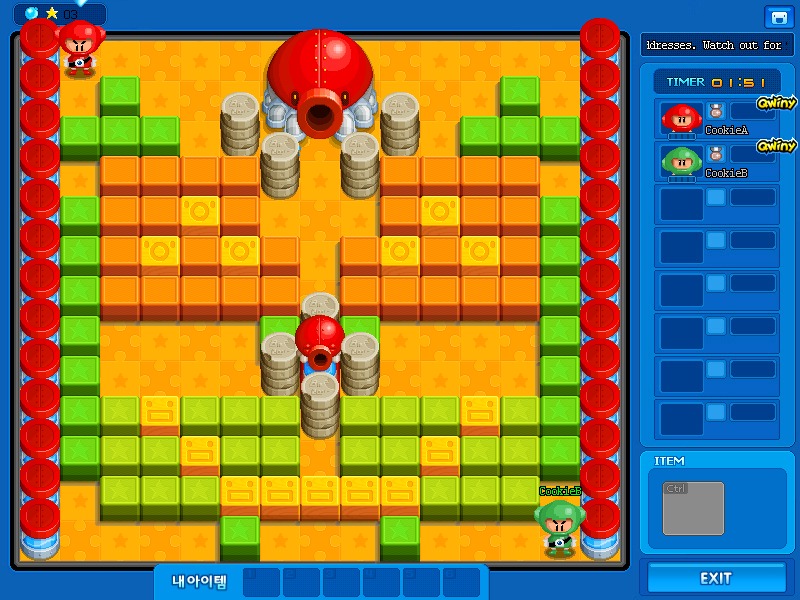 03
ldresses. Watch out for
TIMER 01:51
Qwiny
CookieA
Qwiny
CookieB
ITEM
Ctrl
CookieB
내아이템
EXIT